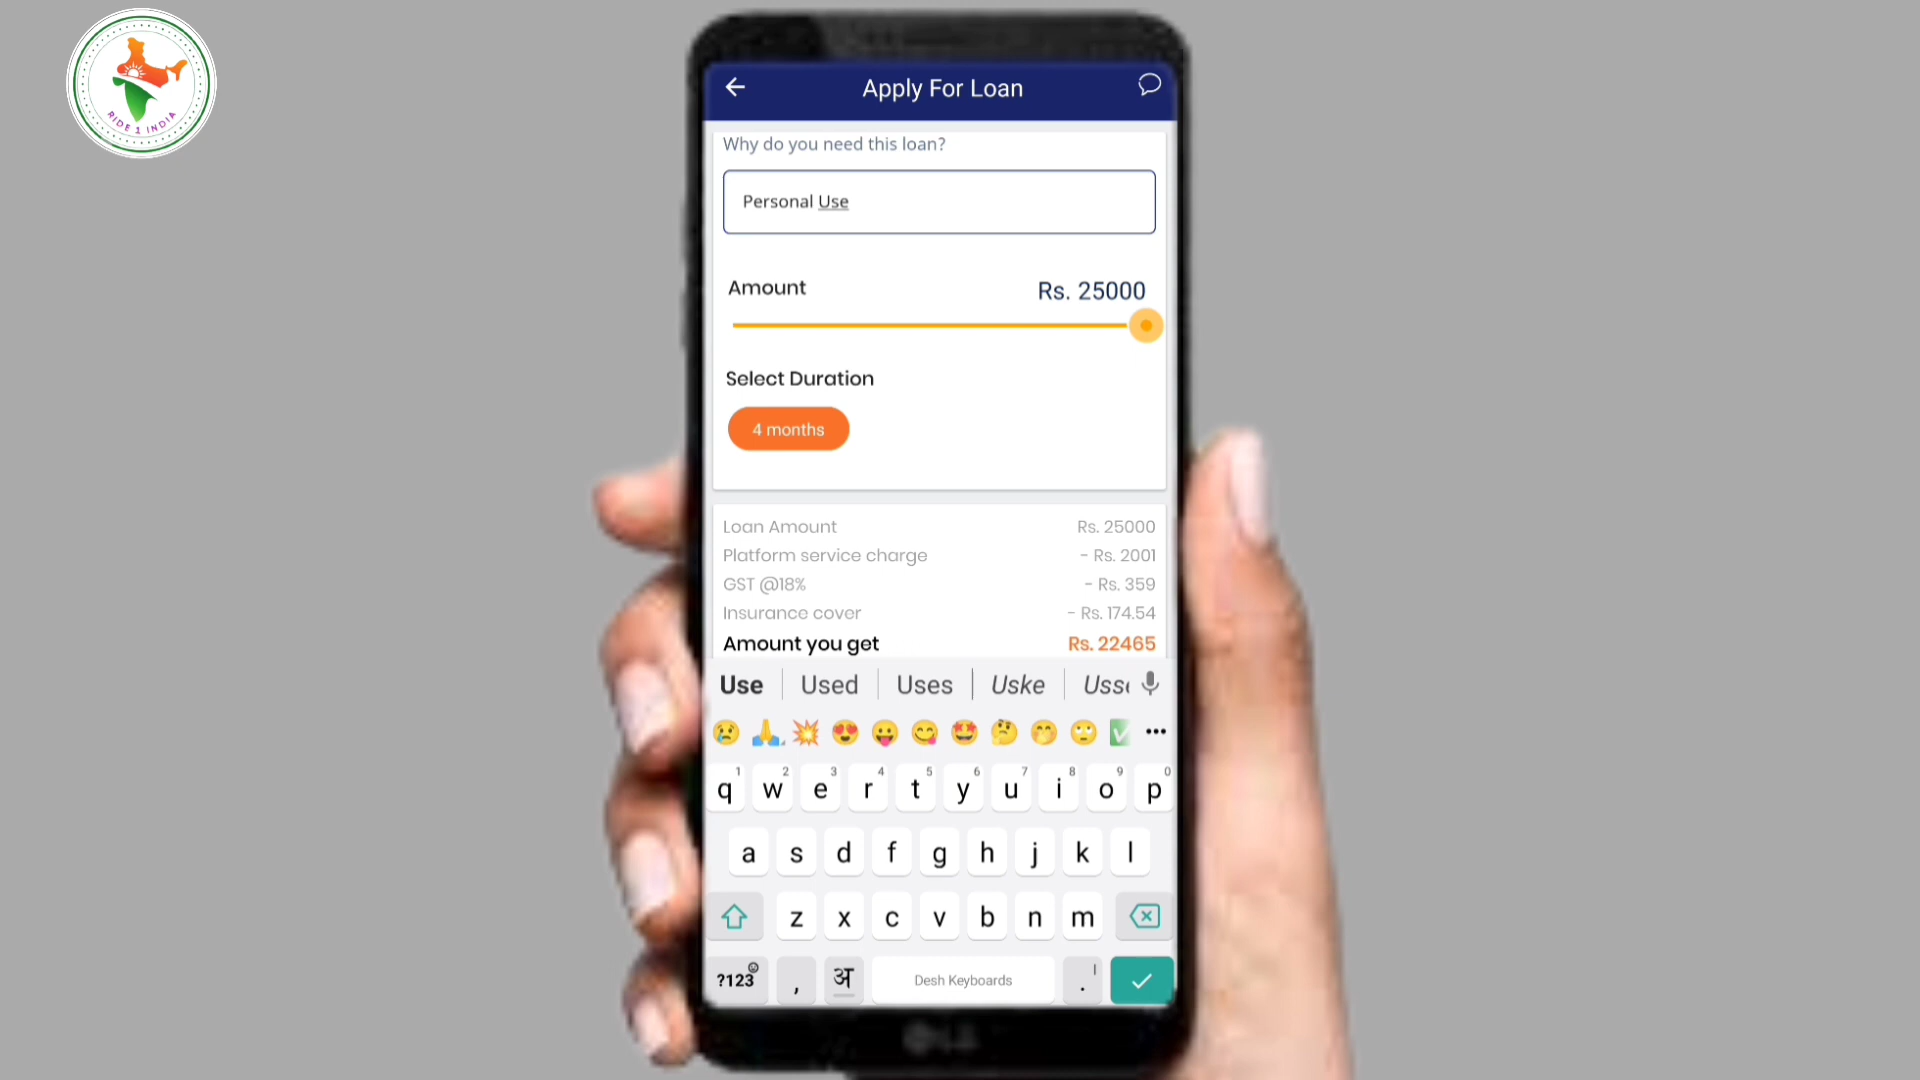 RIDE 1 INDIA
Apply For Loan
Why do you need this loan?
Personal Use
Amount Rs. 25000
Select Duration
4 months
Loan Amount Rs. 25000
Platform service charge - Rs. 2001
GST @18% - Rs. 359
Insurance cover - Rs. 174.54
Amount you get Rs. 22465
Use Used Uses Uske
1 2 3 4 5 6 7 8 9 0
q w e r t y u i o p
a s d f g h j k l
z x c v b n m
?123 , अ Desh Keyboards .